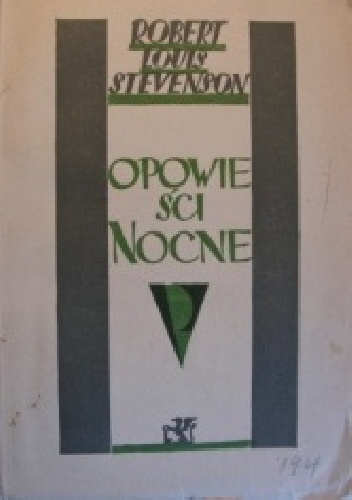 ROBERT
LOUIS
STEVENSON
OPOWIE
ŚCI
NOCNE